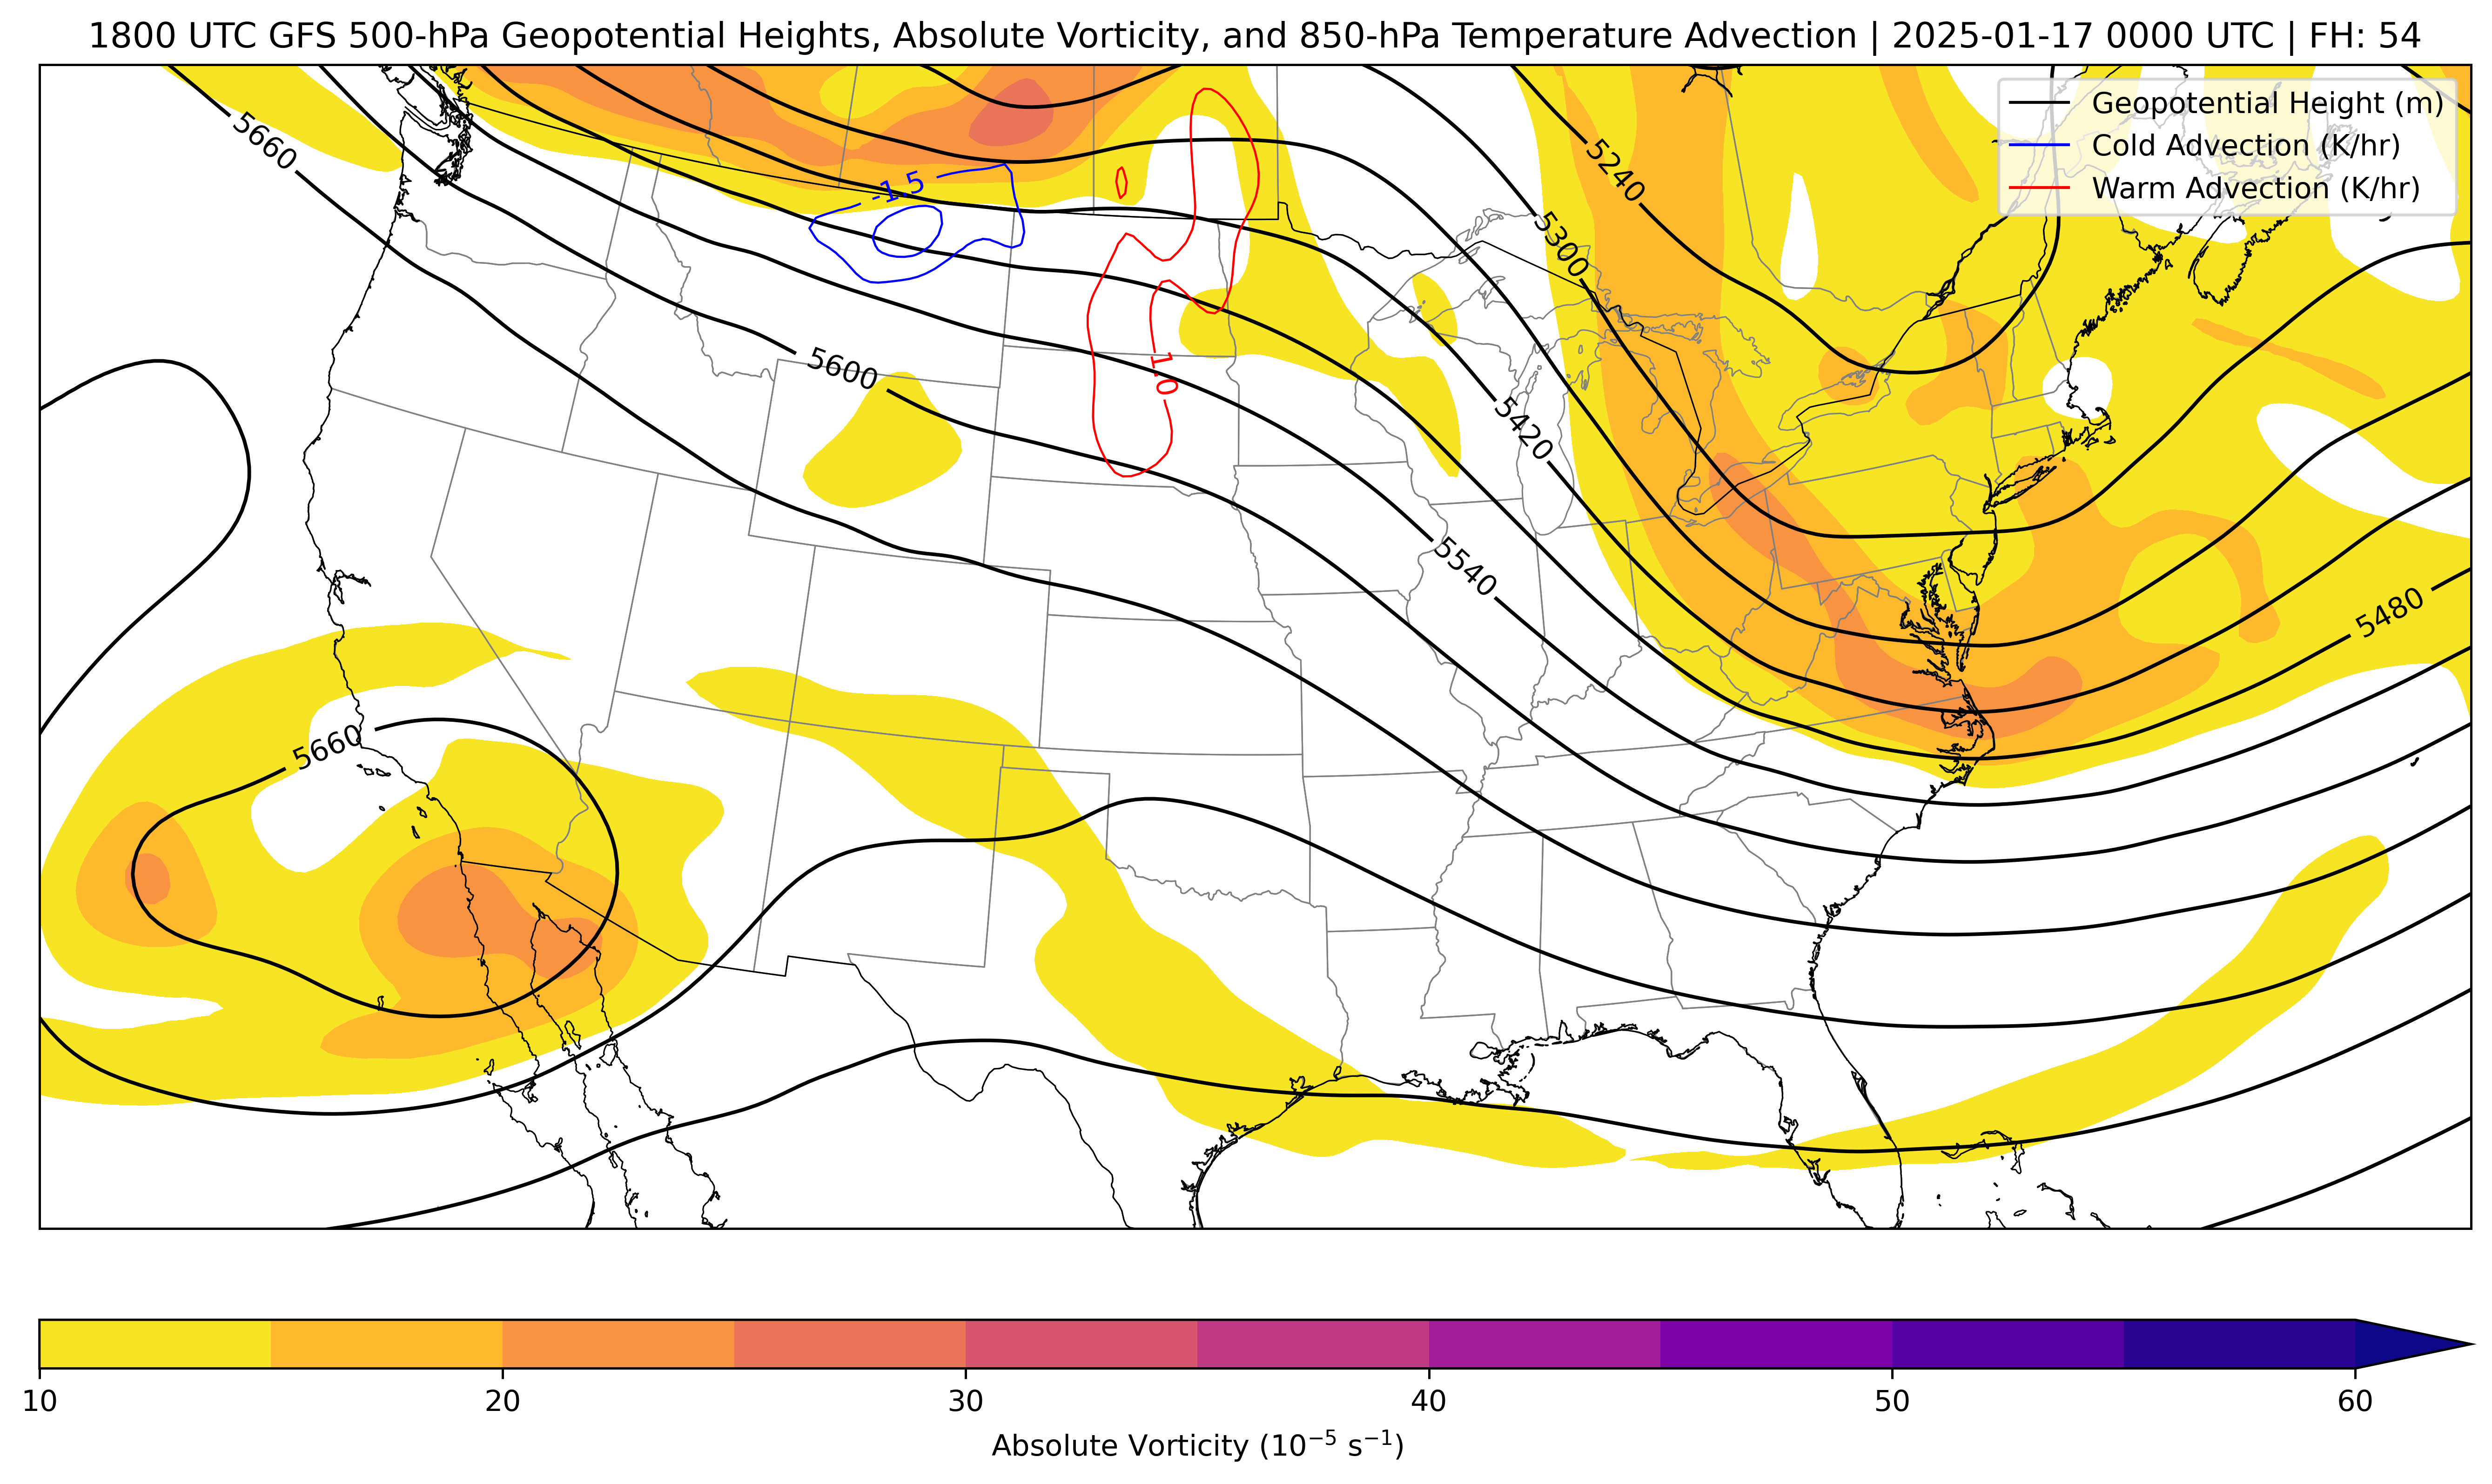 1800 UTC GFS 500-hPa Geopotential Heights, Absolute Vorticity, and 850-hPa Temperature Advection | 2025-01-17 0000 UTC | FH: 54
Geopotential Height (m)
Cold Advection (K/hr)
Warm Advection (K/hr)
5660
5240
-1.5
5300
5600
1.0
5420
5540
5480
5660
10 20 30 40 50 60
Absolute Vorticity (10⁻⁵ s⁻¹)